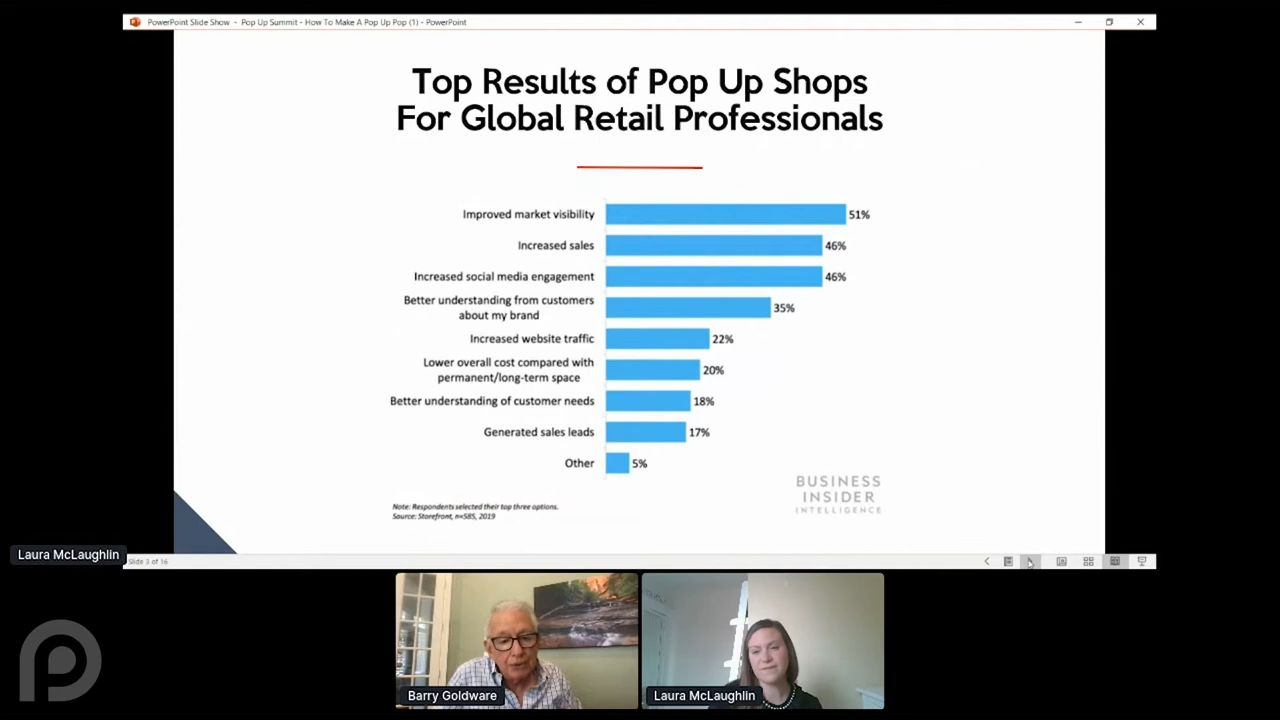 PowerPoint Slide Show - Pop Up Summit - How To Make A Pop Up Pop (1) - PowerPoint
Top Results of Pop Up Shops
For Global Retail Professionals
Improved market visibility 51%
Increased sales 46%
Increased social media engagement 46%
Better understanding from customers
about my brand 35%
Increased website traffic 22%
Lower overall cost compared with
permanent/long-term space 20%
Better understanding of customer needs 18%
Generated sales leads 17%
Other 5%
Note: Respondents selected their top three options.
Source: Storefront, n=585, 2019
BUSINESS
INSIDER
INTELLIGENCE
Laura McLaughlin
Slide 3 of 16
Barry Goldware
Laura McLaughlin